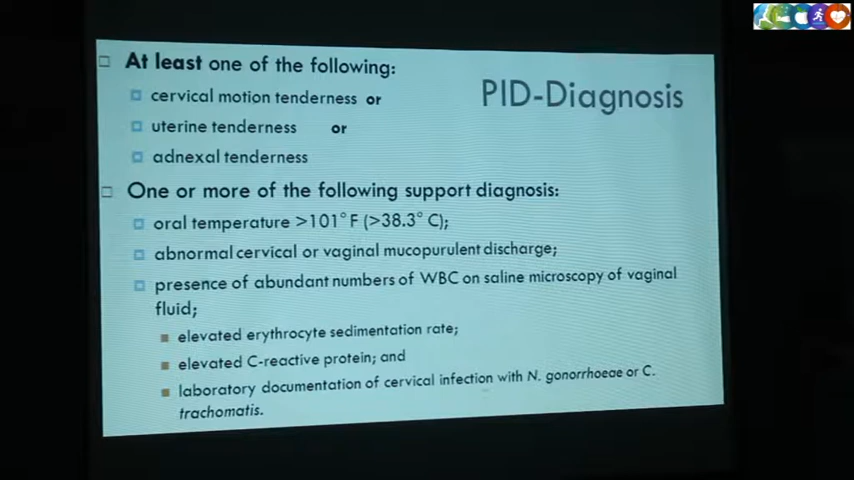 At least one of the following:
PID-Diagnosis
cervical motion tenderness or
uterine tenderness or
adnexal tenderness
One or more of the following support diagnosis:
oral temperature >101° F (>38.3° C);
abnormal cervical or vaginal mucopurulent discharge;
presence of abundant numbers of WBC on saline microscopy of vaginal
fluid;
elevated erythrocyte sedimentation rate;
elevated C-reactive protein; and
laboratory documentation of cervical infection with N. gonorrhoeae or C.
trachomatis.